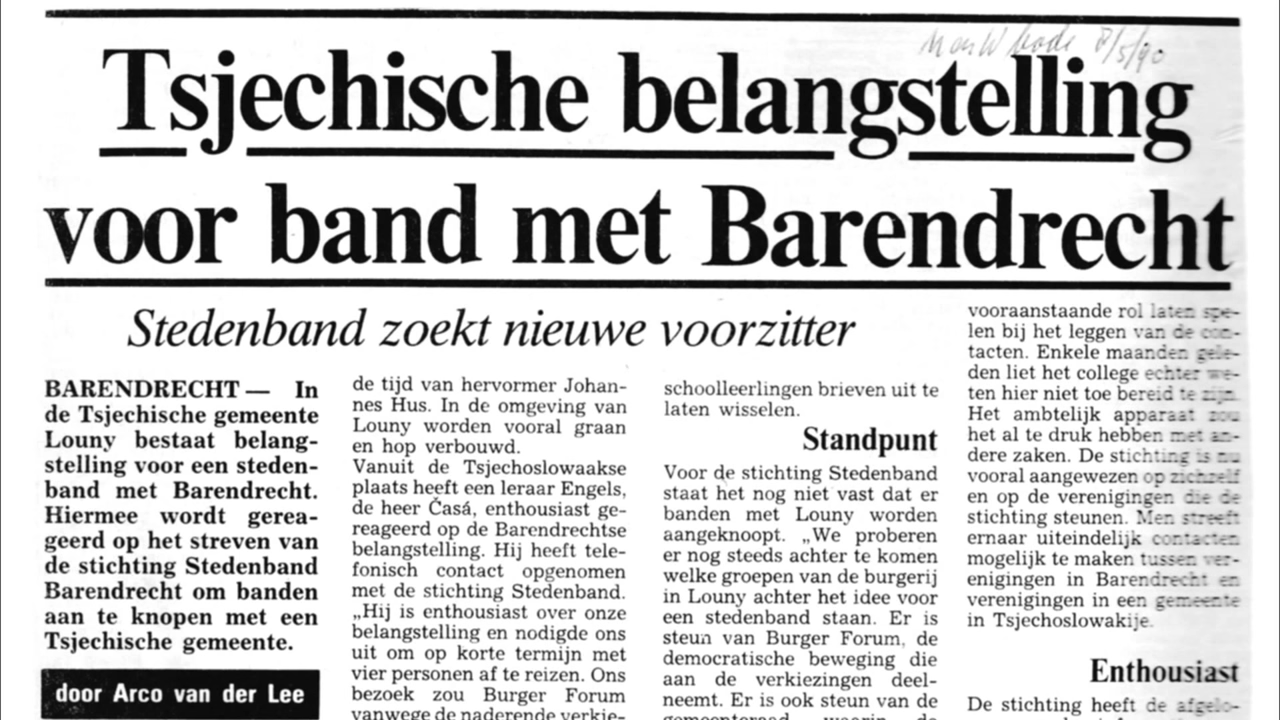 8/5/90
Tsjechische belangstelling
voor band met Barendrecht
Stedenband zoekt nieuwe voorzitter
BARENDRECHT — In
de Tsjechische gemeente
Louny bestaat belang-
stelling voor een steden-
band met Barendrecht.
Hiermee wordt gerea-
geerd op het streven van
de stichting Stedenband
Barendrecht om banden
aan te knopen met een
Tsjechische gemeente.
door Arco van der Lee
de tijd van hervormer Johan-
nes Hus. In de omgeving van
Louny worden vooral graan
en hop verbouwd.
Vanuit de Tsjechoslowaakse
plaats heeft een leraar Engels,
de heer Časá, enthousiast ge-
reageerd op de Barendrechtse
belangstelling. Hij heeft tele-
fonisch contact opgenomen
met de stichting Stedenband.
„Hij is enthousiast over onze
belangstelling en nodigde ons
uit om op korte termijn met
vier personen af te reizen. Ons
bezoek zou Burger Forum
vanwege de naderende verkie-
schoolleerlingen brieven uit te
laten wisselen.
Standpunt
Voor de stichting Stedenband
staat het nog niet vast dat er
banden met Louny worden
aangeknoopt. „We proberen
er nog steeds achter te komen
welke groepen van de burgerij
in Louny achter het idee voor
een stedenband staan. Er is
steun van Burger Forum, de
democratische beweging die
aan de verkiezingen deel-
neemt. Er is ook steun van de
gemeenteraad, waarin de
vooraanstaande rol laten spe-
len bij het leggen van de con-
tacten. Enkele maanden gele-
den liet het college echter we-
ten hier niet toe bereid te zijn.
Het ambtelijk apparaat zou
het al te druk hebben met an-
dere zaken. De stichting is nu
vooral aangewezen op zichzelf
en op de verenigingen die de
stichting steunen. Men streeft
ernaar uiteindelijk contacten
mogelijk te maken tussen ver-
enigingen in Barendrecht en
verenigingen in een gemeente
in Tsjechoslowakije.
Enthousiast
De stichting heeft de afgelo-